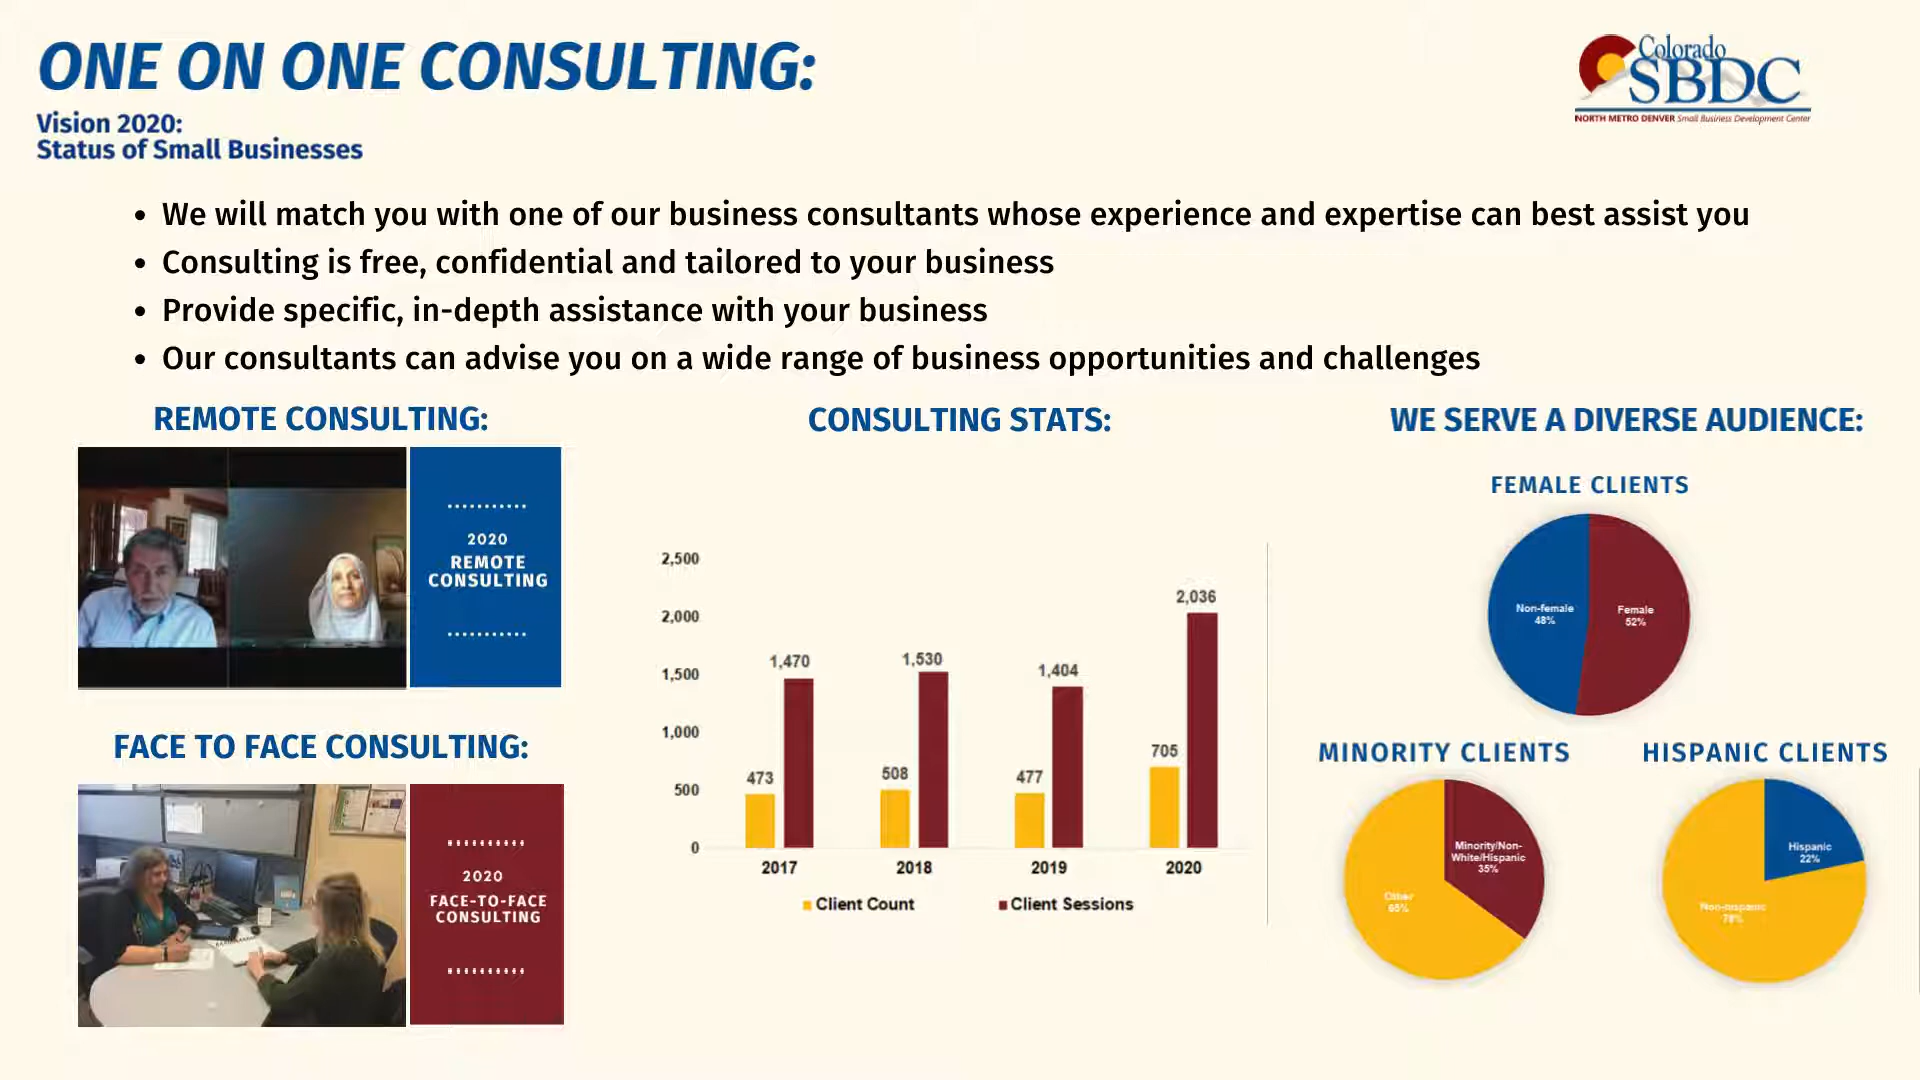 ONE ON ONE CONSULTING:
Vision 2020:
Status of Small Businesses
Colorado
SBDC
NORTH METRO DENVER Small Business Development Center
• We will match you with one of our business consultants whose experience and expertise can best assist you
• Consulting is free, confidential and tailored to your business
• Provide specific, in-depth assistance with your business
• Our consultants can advise you on a wide range of business opportunities and challenges
REMOTE CONSULTING:
2020
REMOTE
CONSULTING
FACE TO FACE CONSULTING:
2020
FACE-TO-FACE
CONSULTING
CONSULTING STATS:
2,500
2,000
1,500
1,000
500
0
473
1,470
508
1,530
477
1,404
705
2,036
2017
2018
2019
2020
Client Count
Client Sessions
WE SERVE A DIVERSE AUDIENCE:
FEMALE CLIENTS
Non-female
48%
Female
52%
MINORITY CLIENTS
Minority/Non-
White/Hispanic
35%
Other
65%
HISPANIC CLIENTS
Hispanic
22%
Non-hispanic
78%